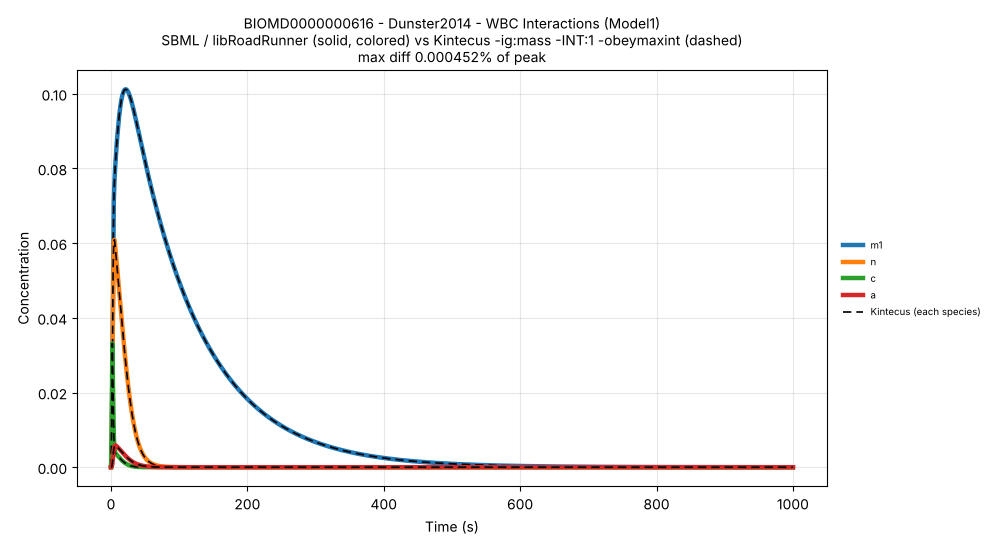 BIOMD0000000616 - Dunster2014 - WBC Interactions (Model1)
SBML / libRoadRunner (solid, colored) vs Kintecus -ig:mass -INT:1 -obeymaxint (dashed)
max diff 0.000452% of peak
Concentration
0.10
0.08
0.06
0.04
0.02
0.00
0
200
400
600
800
1000
Time (s)
m1
n
c
a
Kintecus (each species)